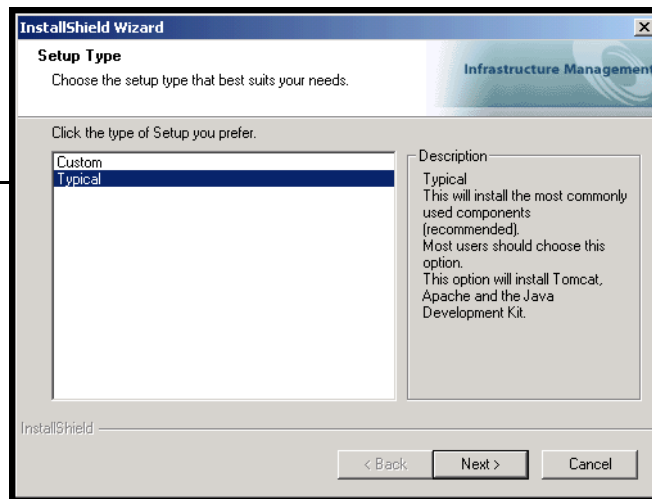 InstallShield Wizard
Setup Type
Choose the setup type that best suits your needs.
Infrastructure Management
Click the type of Setup you prefer.
Custom
Typical
Description
Typical
This will install the most commonly
used components
(recommended).
Most users should choose this
option.
This option will install Tomcat,
Apache and the Java
Development Kit.
InstallShield
< Back
Next >
Cancel